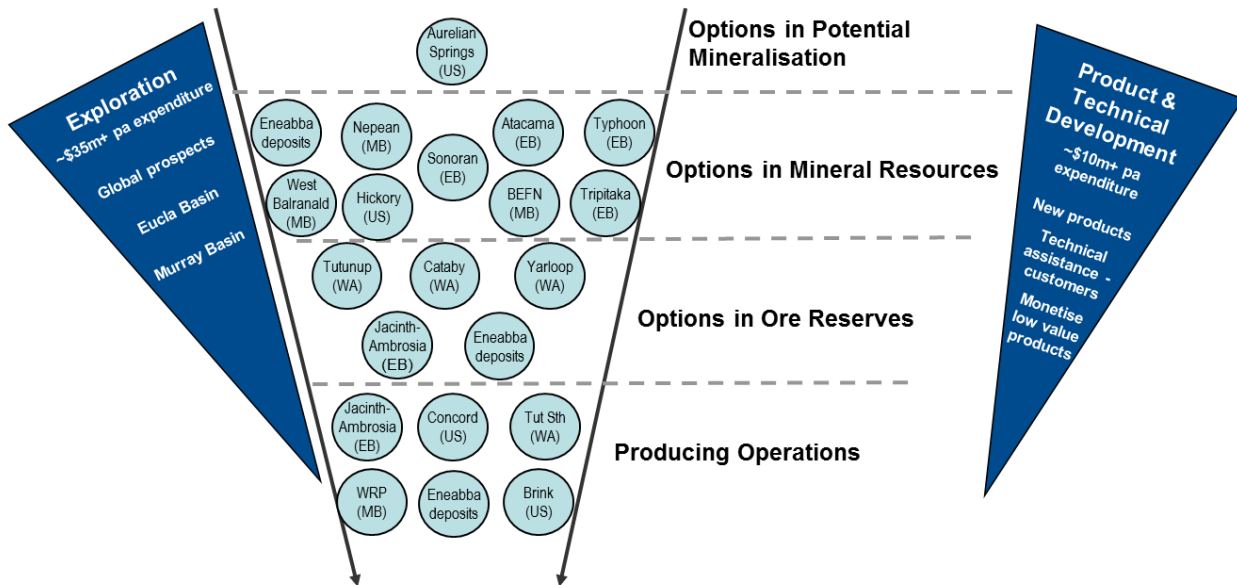 Exploration
~$35m+ pa expenditure
Global prospects
Eucla Basin
Murray Basin
Aurelian
Springs
(US)
Options in Potential
Mineralisation
Eneabba
deposits
Nepean
(MB)
Sonoran
(EB)
Atacama
(EB)
Typhoon
(EB)
West
Balranald
(MB)
Hickory
(US)
BEFN
(MB)
Tripitaka
(EB)
Options in Mineral Resources
Tutunup
(WA)
Cataby
(WA)
Yarloop
(WA)
Jacinth-
Ambrosia
(EB)
Eneabba
deposits
Options in Ore Reserves
Jacinth-
Ambrosia
(EB)
Concord
(US)
Tut Sth
(WA)
WRP
(MB)
Eneabba
deposits
Brink
(US)
Producing Operations
Product &
Technical
Development
~$10m+ pa
expenditure
New products
Technical
assistance -
customers
Monetise
low value
products